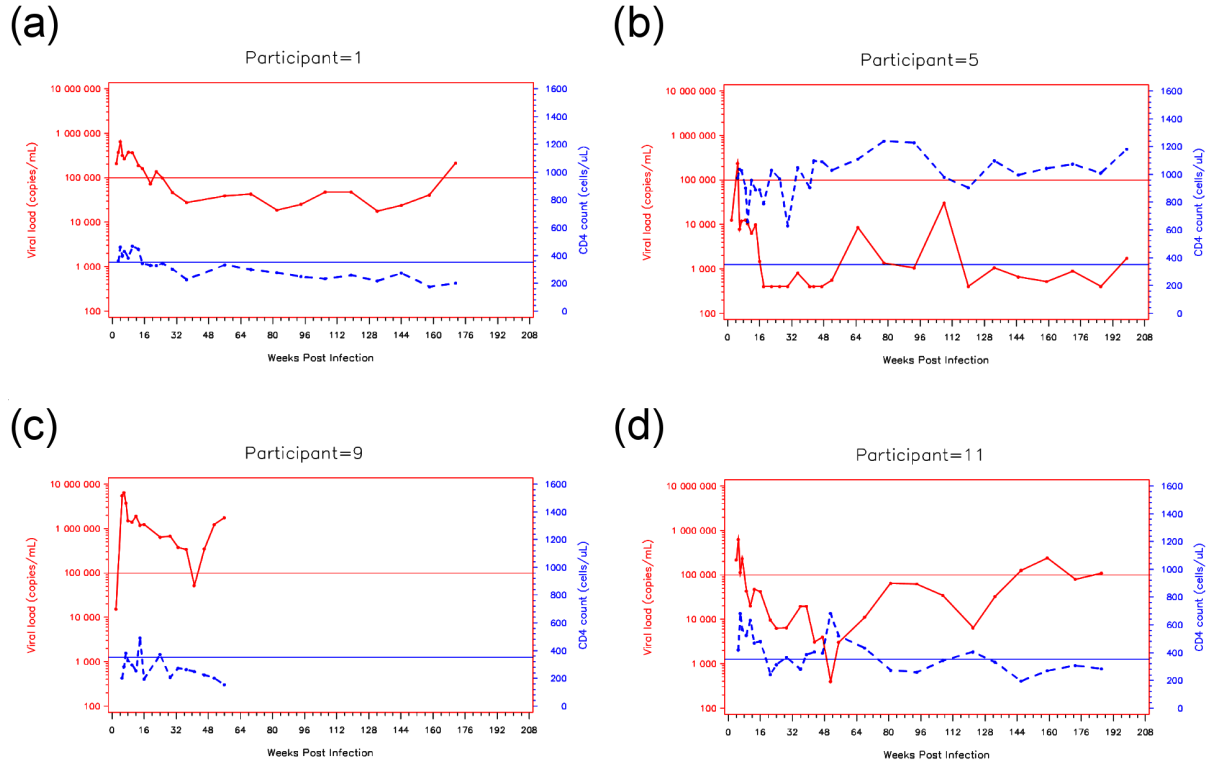 (a)
Participant=1
Viral load (copies/mL)
10 000 000
1 000 000
100 000
10 000
1 000
100
CD4 count (cells/uL)
1600
1400
1200
1000
800
600
400
200
0
0 16 32 48 64 80 96 112 128 144 160 176 192 208
Weeks Post Infection
(b)
Participant=5
Viral load (copies/mL)
10 000 000
1 000 000
100 000
10 000
1 000
100
CD4 count (cells/uL)
1600
1400
1200
1000
800
600
400
200
0
0 16 32 48 64 80 96 112 128 144 160 176 192 208
Weeks Post Infection
(c)
Participant=9
Viral load (copies/mL)
10 000 000
1 000 000
100 000
10 000
1 000
100
CD4 count (cells/uL)
1600
1400
1200
1000
800
600
400
200
0
0 16 32 48 64 80 96 112 128 144 160 176 192 208
Weeks Post Infection
(d)
Participant=11
Viral load (copies/mL)
10 000 000
1 000 000
100 000
10 000
1 000
100
CD4 count (cells/uL)
1600
1400
1200
1000
800
600
400
200
0
0 16 32 48 64 80 96 112 128 144 160 176 192 208
Weeks Post Infection